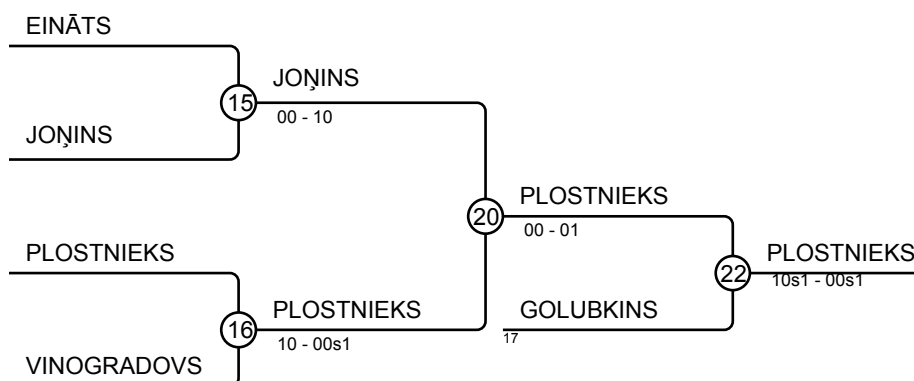 EINĀTS
15
JOŅINS
00 - 10
JOŅINS
20
PLOSTNIEKS
00 - 01
PLOSTNIEKS
22
PLOSTNIEKS
10s1 - 00s1
16
PLOSTNIEKS
10 - 00s1
GOLUBKINS
17
VINOGRADOVS